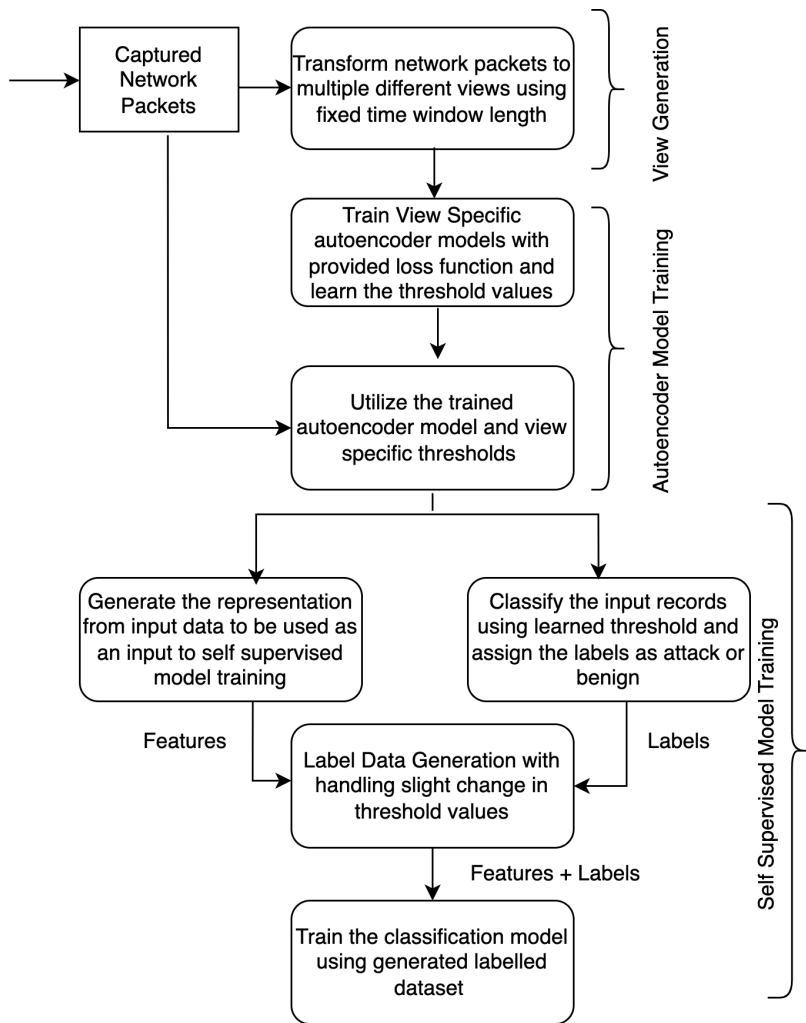 Captured
Network
Packets
Transform network packets to
multiple different views using
fixed time window length
View Generation
Train View Specific
autoencoder models with
provided loss function and
learn the threshold values
Utilize the trained
autoencoder model and view
specific thresholds
Autoencoder Model Training
Generate the representation
from input data to be used as
an input to self supervised
model training
Classify the input records
using learned threshold and
assign the labels as attack or
benign
Features
Labels
Label Data Generation with
handling slight change in
threshold values
Features + Labels
Train the classification model
using generated labelled
dataset
Self Supervised Model Training